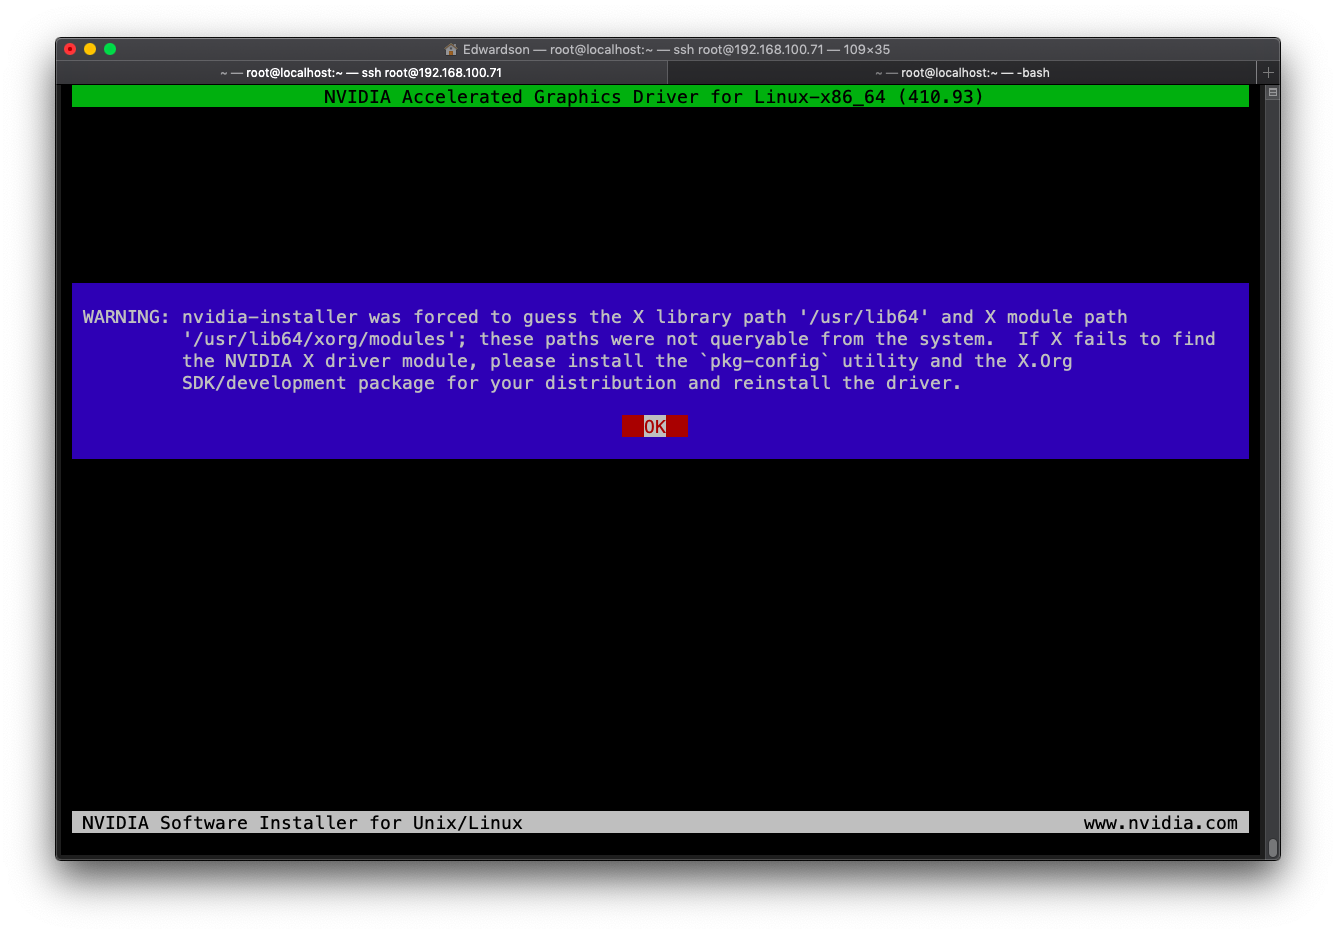 Edwardson — root@localhost:~ — ssh root@192.168.100.71 — 109×35
~ — root@localhost:~ — ssh root@192.168.100.71
~ — root@localhost:~ — -bash
NVIDIA Accelerated Graphics Driver for Linux-x86_64 (410.93)
WARNING: nvidia-installer was forced to guess the X library path '/usr/lib64' and X module path
'/usr/lib64/xorg/modules'; these paths were not queryable from the system.  If X fails to find
the NVIDIA X driver module, please install the `pkg-config` utility and the X.Org
SDK/development package for your distribution and reinstall the driver.
OK
NVIDIA Software Installer for Unix/Linux
www.nvidia.com